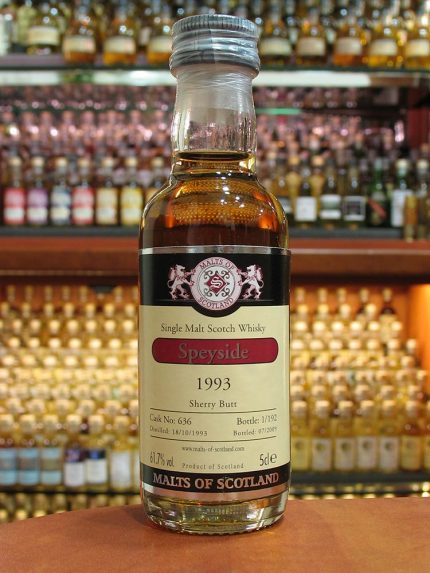 MALTS OF
S
SCOTLAND
Single Malt Scotch Whisky
Speyside
1993
Sherry Butt
Cask No: 636 Bottle: 1/192
Distilled: 18/10/1993 Bottled: 07/2009
www.malts-of-scotland.com
61.7% vol Product of Scotland 5cl e
MALTS OF SCOTLAND